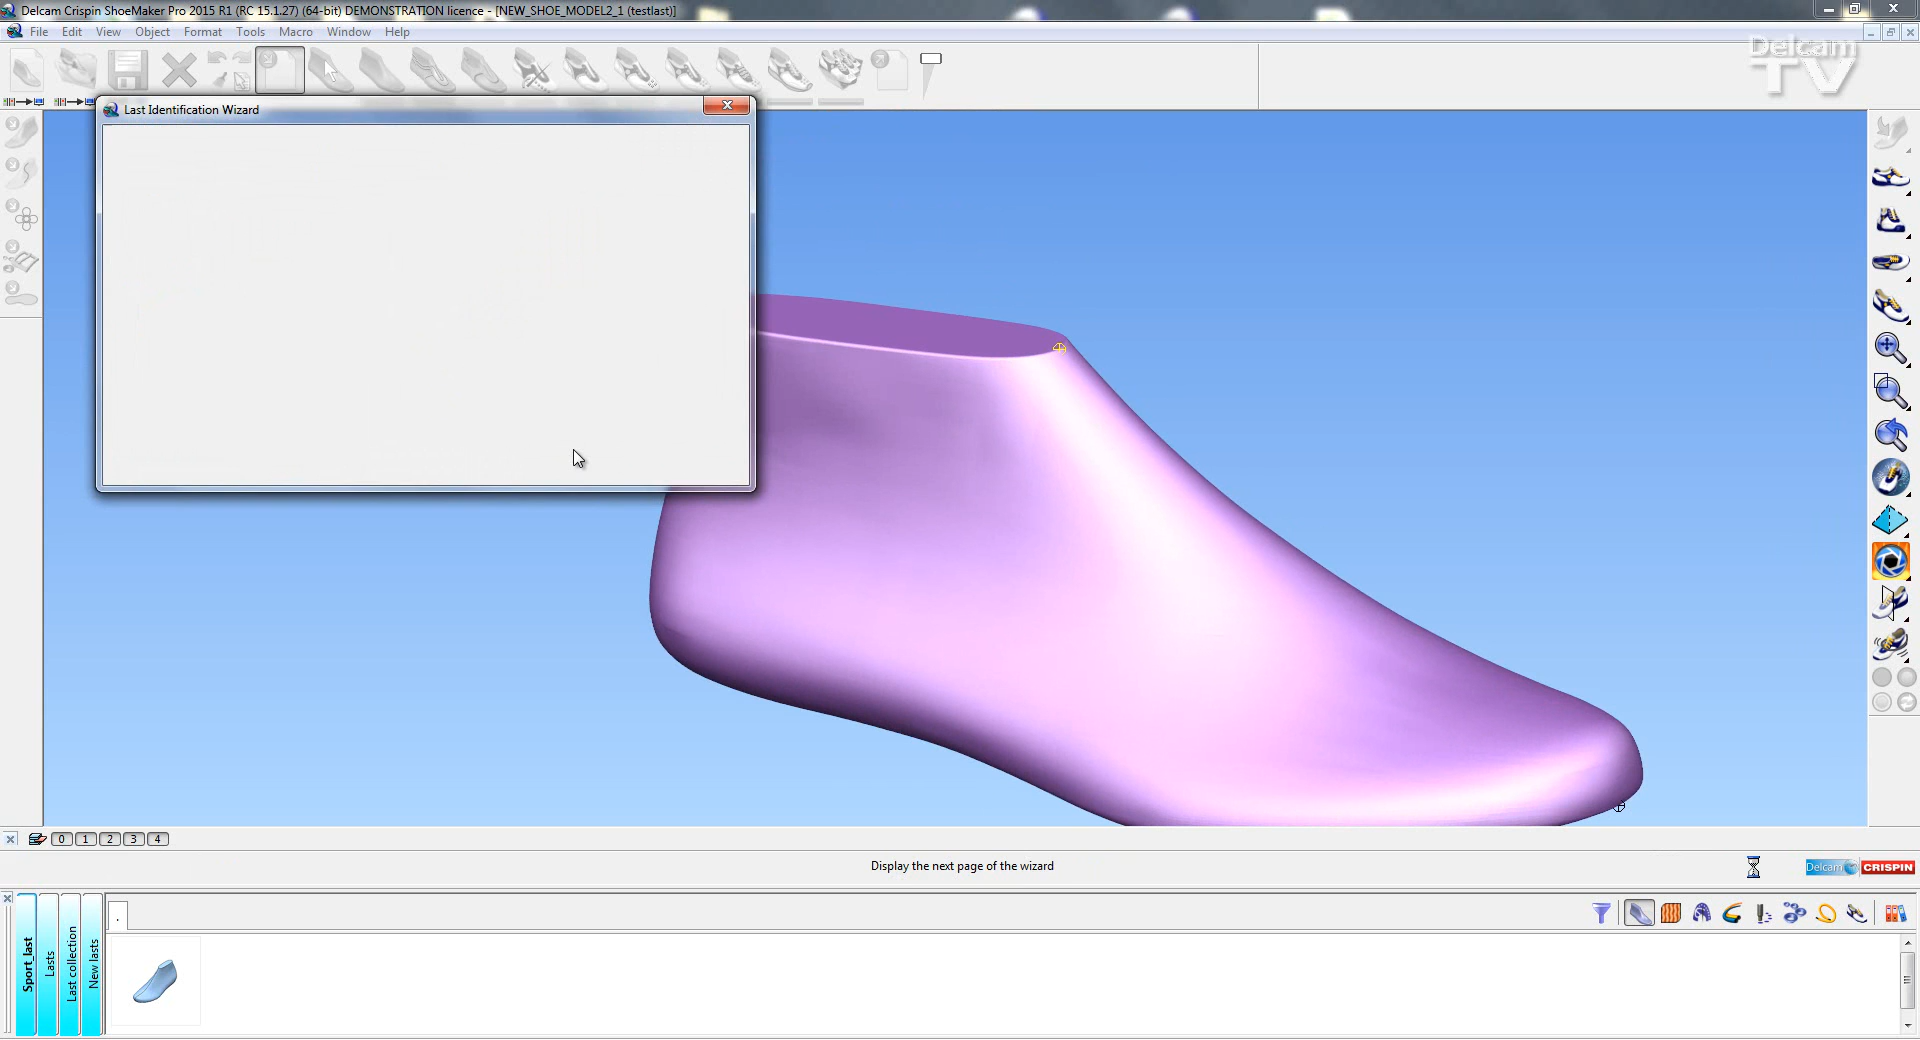 Delcam Crispin ShoeMaker Pro 2015 R1 (RC 15.1.27) (64-bit) DEMONSTRATION licence - [NEW_SHOE_MODEL2_1 (testlast)]
File Edit View Object Format Tools Macro Window Help
Delcam
TV
Last Identification Wizard
0 1 2 3 4
Display the next page of the wizard
Delcam CRISPIN
Sport_last
Lasts
Last collection
New lasts
.